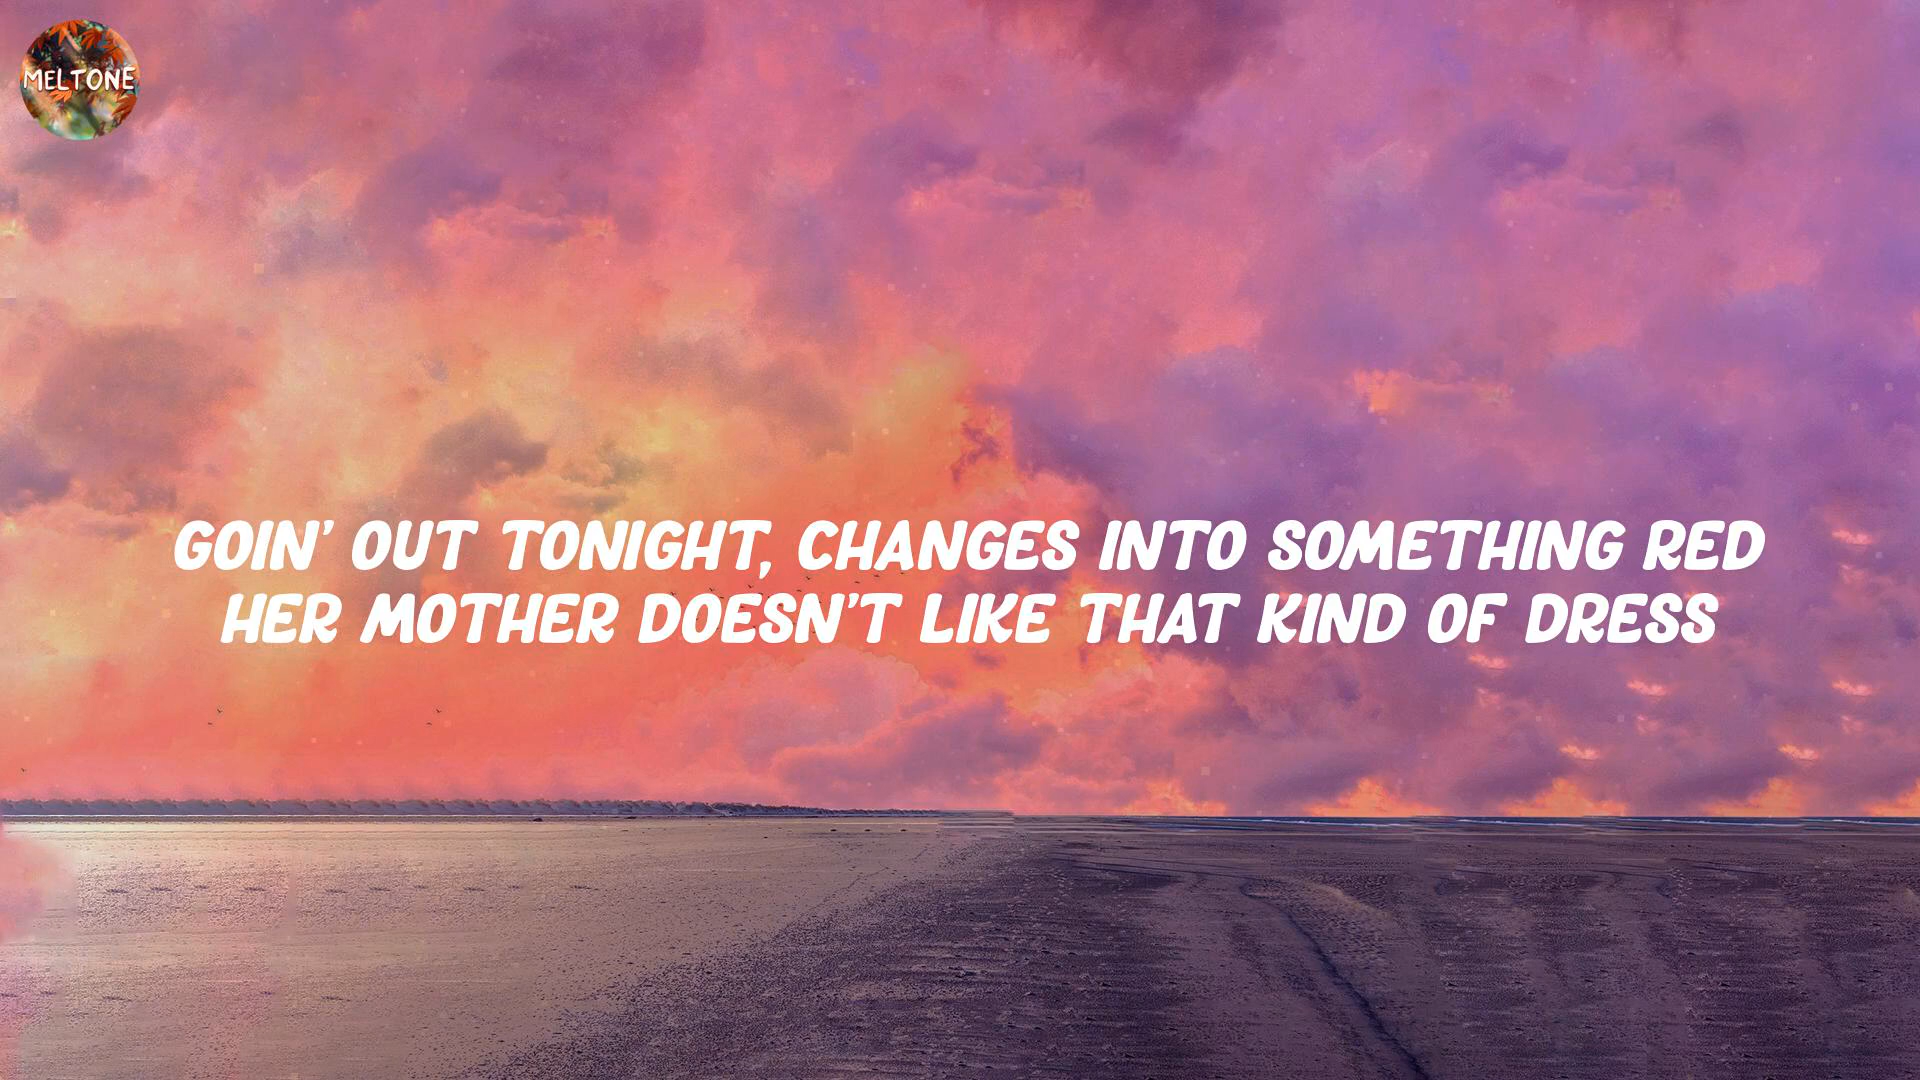 MELTONE
GOIN' OUT TONIGHT, CHANGES INTO SOMETHING RED
HER MOTHER DOESN'T LIKE THAT KIND OF DRESS